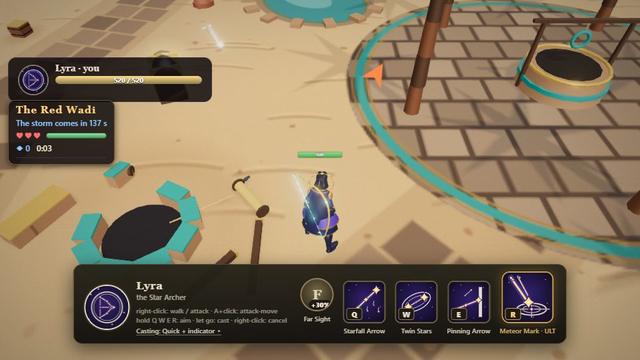 Lyra - you
520 / 520
The Red Wadi
The storm comes in 137 s
0 0:03
Lyra
the Star Archer
right-click: walk / attack · A+click: attack-move
hold Q W E R: aim · let go: cast · right-click: cancel
Casting: Quick + indicator
F
+30%
Far Sight
Q
Starfall Arrow
W
Twin Stars
E
Pinning Arrow
R
Meteor Mark · ULT